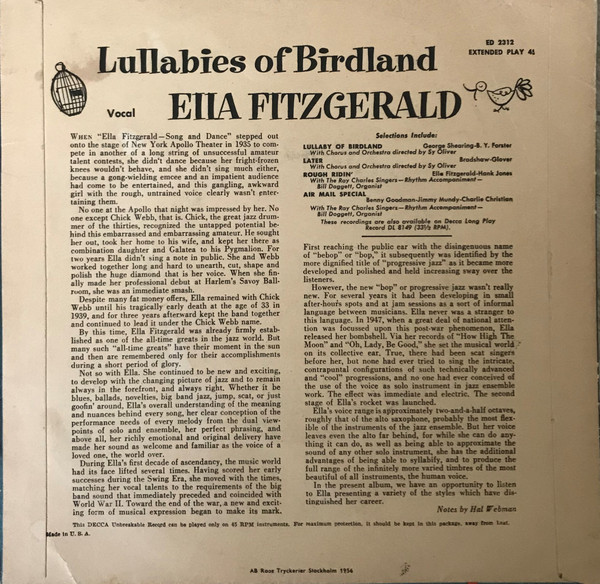 ED 2312
EXTENDED PLAY 45
Lullabies of Birdland
Vocal EllA FITZGERALD
WHEN "Ella Fitzgerald—Song and Dance" stepped out
onto the stage of New York Apollo Theater in 1935 to com-
pete in another of a long string of unsuccessful amateur
talent contests, she didn't dance because her fright-frozen
knees wouldn't behave, and she didn't sing much either,
because a gong-wielding emcee and an impatient audience
had come to be entertained, and this gangling, awkward
girl with the rough, untrained voice clearly wasn't enter-
taining them.
No one at the Apollo that night was impressed by her. No
one except Chick Webb, that is. Chick, the great jazz drum-
mer of the thirties, recognized the untapped potential be-
hind this embarrassed and embarrassing amateur. He sought
her out, took her home to his wife, and kept her there as
combination daughter and Galatea to his Pygmalion. For
two years Ella didn't sing a note in public. She and Webb
worked together long and hard to unearth, cut, shape and
polish the huge diamond that is her voice. When she fin-
ally made her professional debut at Harlem's Savoy Ball-
room, she was an immediate smash.
Despite many fat money offers, Ella remained with Chick
Webb until his tragically early death at the age of 33 in
1939, and for three years afterward kept the band together
and continued to lead it under the Chick Webb name.
By this time, Ella Fitzgerald was already firmly estab-
lished as one of the all-time greats in the jazz world. But
many such "all-time greats" have their moment in the sun
and then are remembered only for their accomplishments
during a short period of glory.
Not so with Ella. She continued to be new and exciting,
to develop with the changing picture of jazz and to remain
always in the forefront, and always right. Whether it be
blues, ballads, novelties, big band jazz, jump, scat, or just
goofin' around, Ella's overall understanding of the meaning
and nuances behind every song, her clear conception of the
performance needs of every melody from the dual view-
points of solo and ensemble, her perfect phrasing, and
above all, her richly emotional and original delivery have
made her sound as welcome and familiar as the voice of a
loved one, the world over.
During Ella's first decade of ascendancy, the music world
had its face lifted several times. Having scored her early
successes during the Swing Era, she moved with the times,
matching her vocal talents to the requirements of the big
band sound that immediately preceded and coincided with
World War II. Toward the end of the war, a new and excit-
ing form of musical expression began to make its mark.
Selections Include:
LULLABY OF BIRDLAND George Shearing-B. Y. Forster
With Chorus and Orchestra directed by Sy Oliver
LATER Bradshaw-Glover
With Chorus and Orchestra directed by Sy Oliver
ROUGH RIDIN' Ella Fitzgerald-Hank Jones
With The Ray Charles Singers—Rhythm Accompaniment—
Bill Doggett, Organist
AIR MAIL SPECIAL
Benny Goodman-Jimmy Mundy-Charlie Christian
With The Ray Charles Singers—Rhythm Accompaniment—
Bill Doggett, Organist
These recordings are also available on Decca Long Play
Record DL 8149 (33⅓ RPM).
First reaching the public ear with the disingenuous name
of "bebop" or "bop," it subsequently was identified by the
more dignified title of "progressive jazz" as it became more
developed and polished and held increasing sway over the
listeners.
However, the new "bop" or progressive jazz wasn't really
new. For several years it had been developing in small
after-hours spots and at jam sessions as a sort of informal
language between musicians. Ella never was a stranger to
this language. In 1947, when a great deal of national atten-
tion was focussed upon this post-war phenomenon, Ella
released her bombshell. Via her records of "How High The
Moon" and "Oh, Lady, Be Good," she set the musical world
on its collective ear. True, there had been scat singers
before her, but none had ever tried to sing the intricate,
contrapuntal configurations of such technically advanced
and "cool" progressions, and no one had ever conceived of
the use of the voice as solo instrument in jazz ensemble
work. The effect was immediate and electric. The second
stage of Ella's rocket was launched.
Ella's voice range is approximately two-and-a-half octaves,
roughly that of the alto saxophone, probably the most flex-
ible of the instruments of the jazz ensemble. But her voice
leaves even the alto far behind, for while she can do any-
thing it can do, as well as being able to approximate the
sound of any other solo instrument, she has the additional
advantages of being able to syllabify, and to produce the
full range of the infinitely more varied timbres of the most
beautiful of all instruments, the human voice.
In the present album, we have an opportunity to listen
to Ella presenting a variety of the styles which have dis-
tinguished her career.
Notes by Hal Webman
This DECCA Unbreakable Record can be played only on 45 RPM instruments. For maximum protection, it should be kept in this package, away from heat.
Made in U. S. A.
AB Roos Tryckerier Stockholm 1956